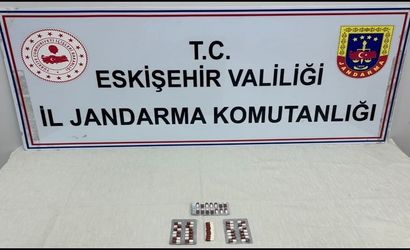 T.C.
ESKİŞEHİR VALİLİĞİ
İL JANDARMA KOMUTANLIĞI
JANDARMA